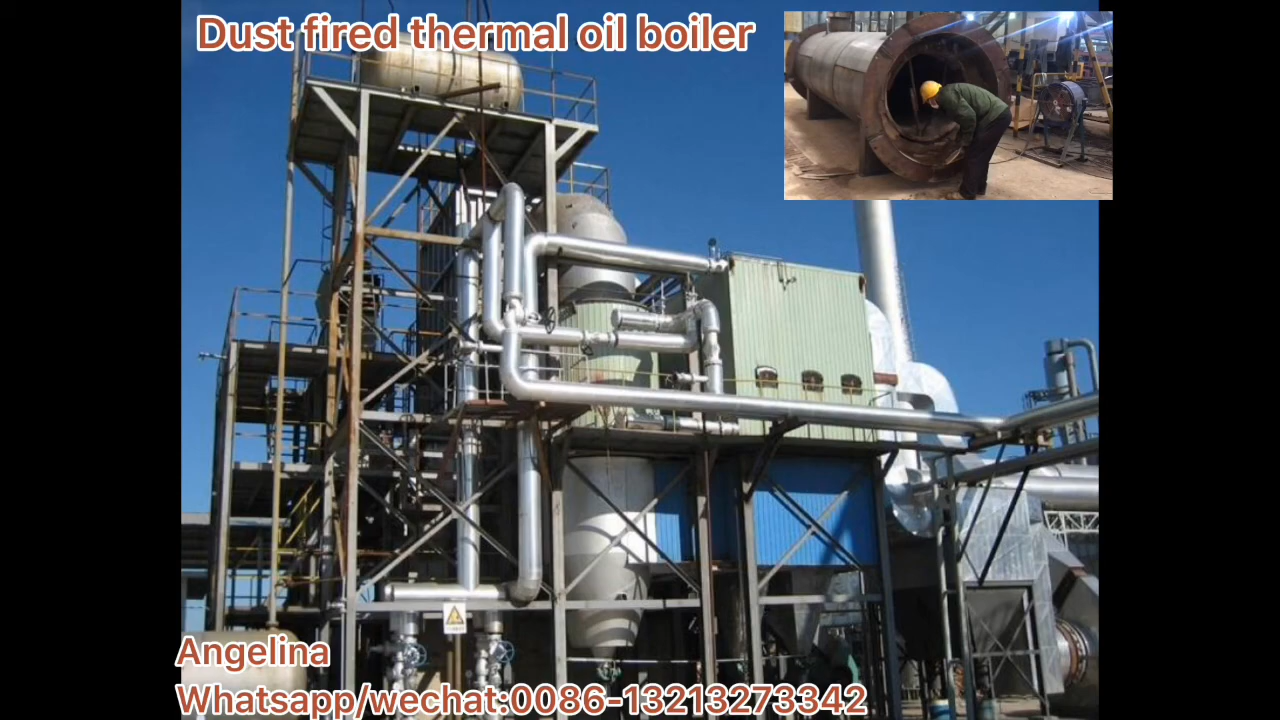 Dust fired thermal oil boiler
Angelina
Whatsapp/wechat:0086-13213273342